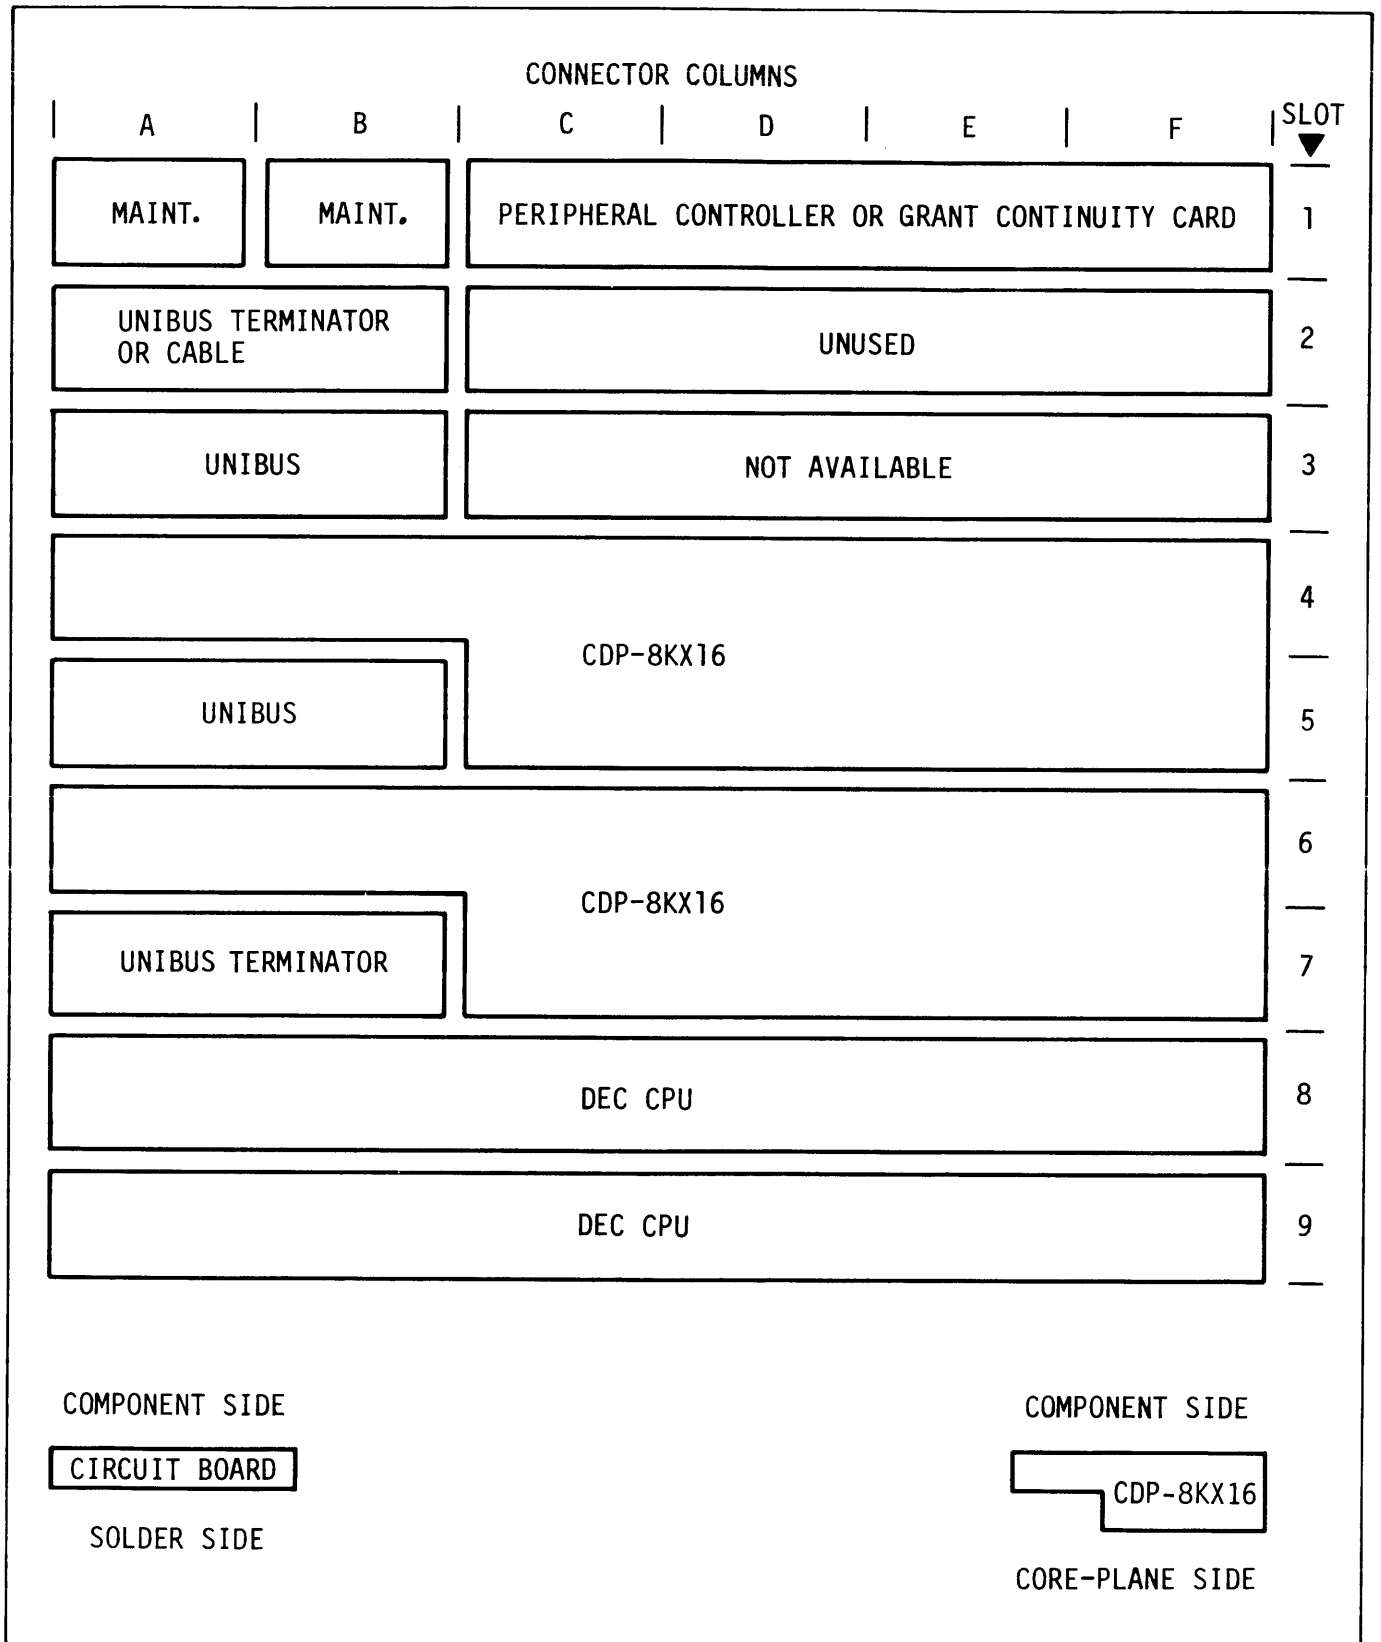 CONNECTOR COLUMNS
A B C D E F SLOT
MAINT. MAINT. PERIPHERAL CONTROLLER OR GRANT CONTINUITY CARD 1
UNIBUS TERMINATOR
OR CABLE
UNUSED 2
UNIBUS NOT AVAILABLE 3
4
CDP-8KX16
UNIBUS 5
6
CDP-8KX16
UNIBUS TERMINATOR 7
DEC CPU 8
DEC CPU 9
COMPONENT SIDE
CIRCUIT BOARD
SOLDER SIDE
COMPONENT SIDE
CDP-8KX16
CORE-PLANE SIDE